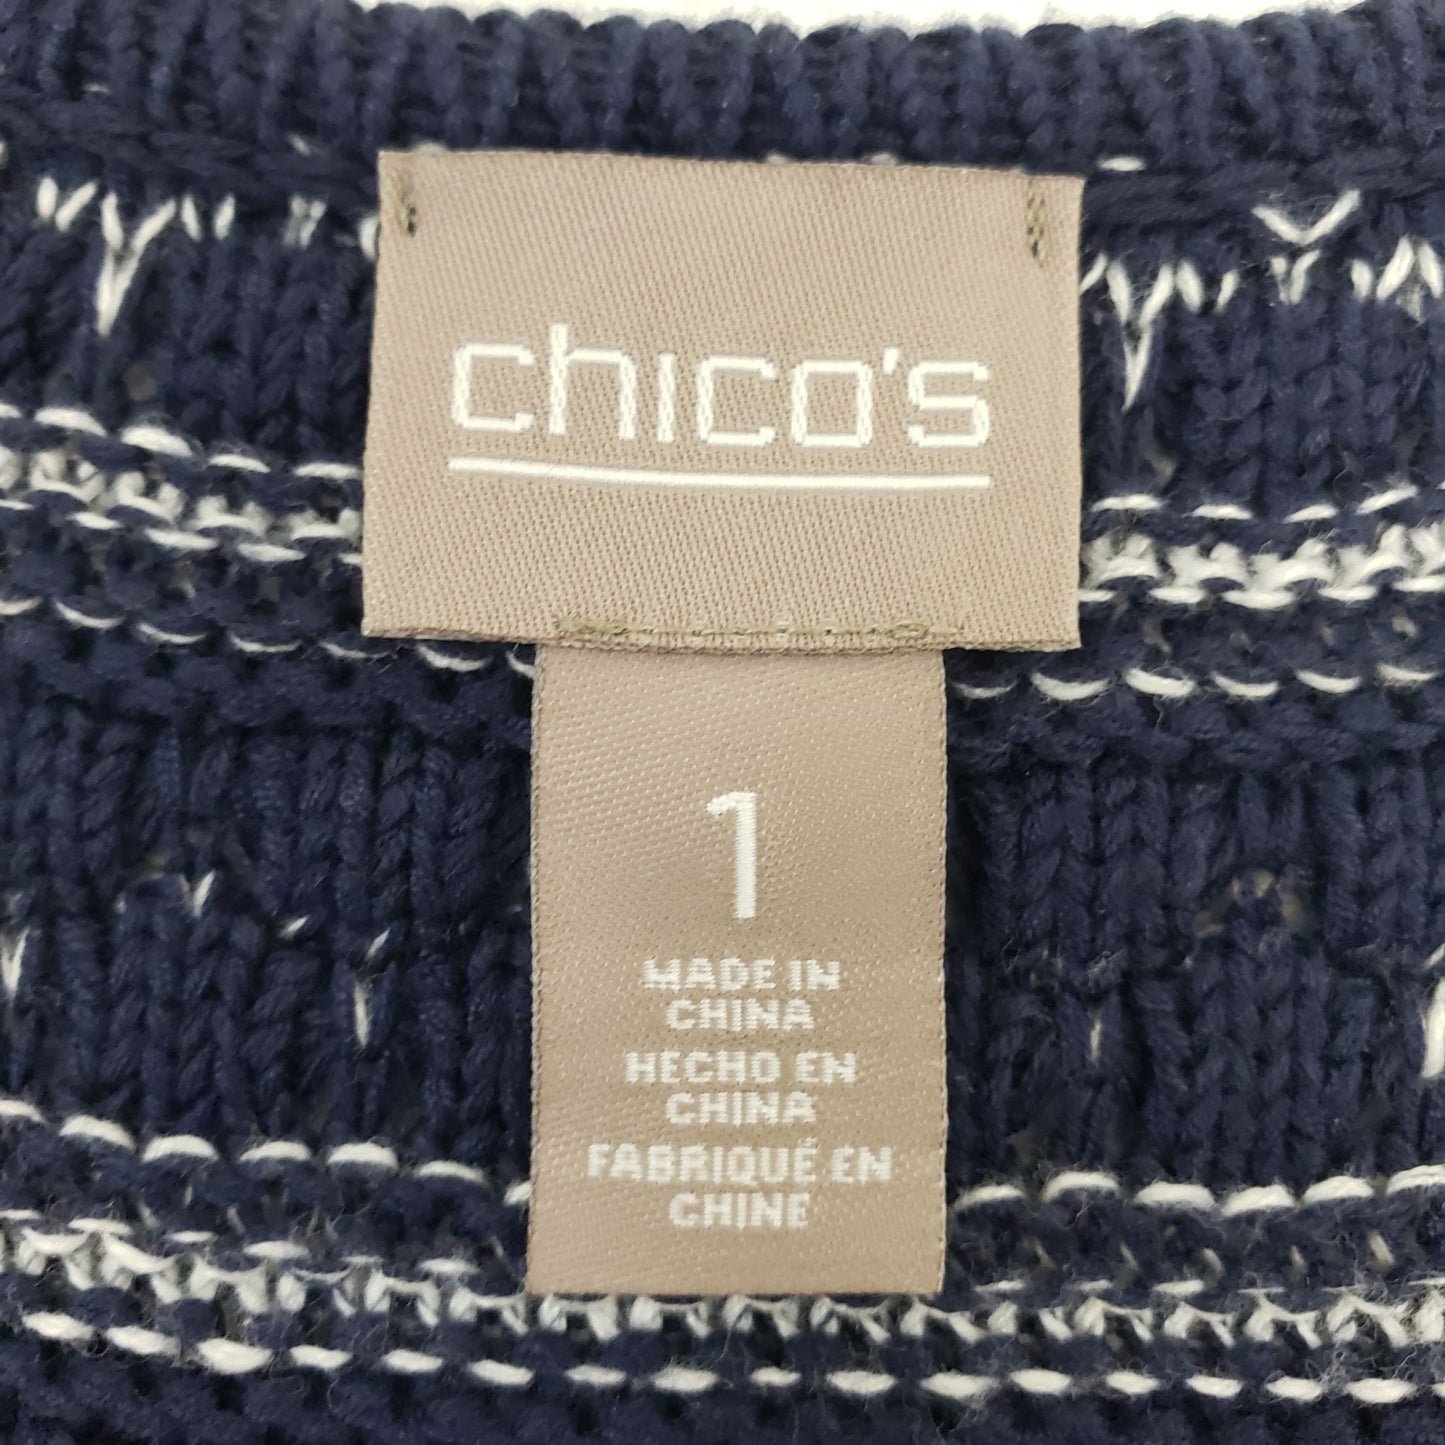 chico's
1
MADE IN
CHINA
HECHO EN
CHINA
FABRIQUÉ EN
CHINE